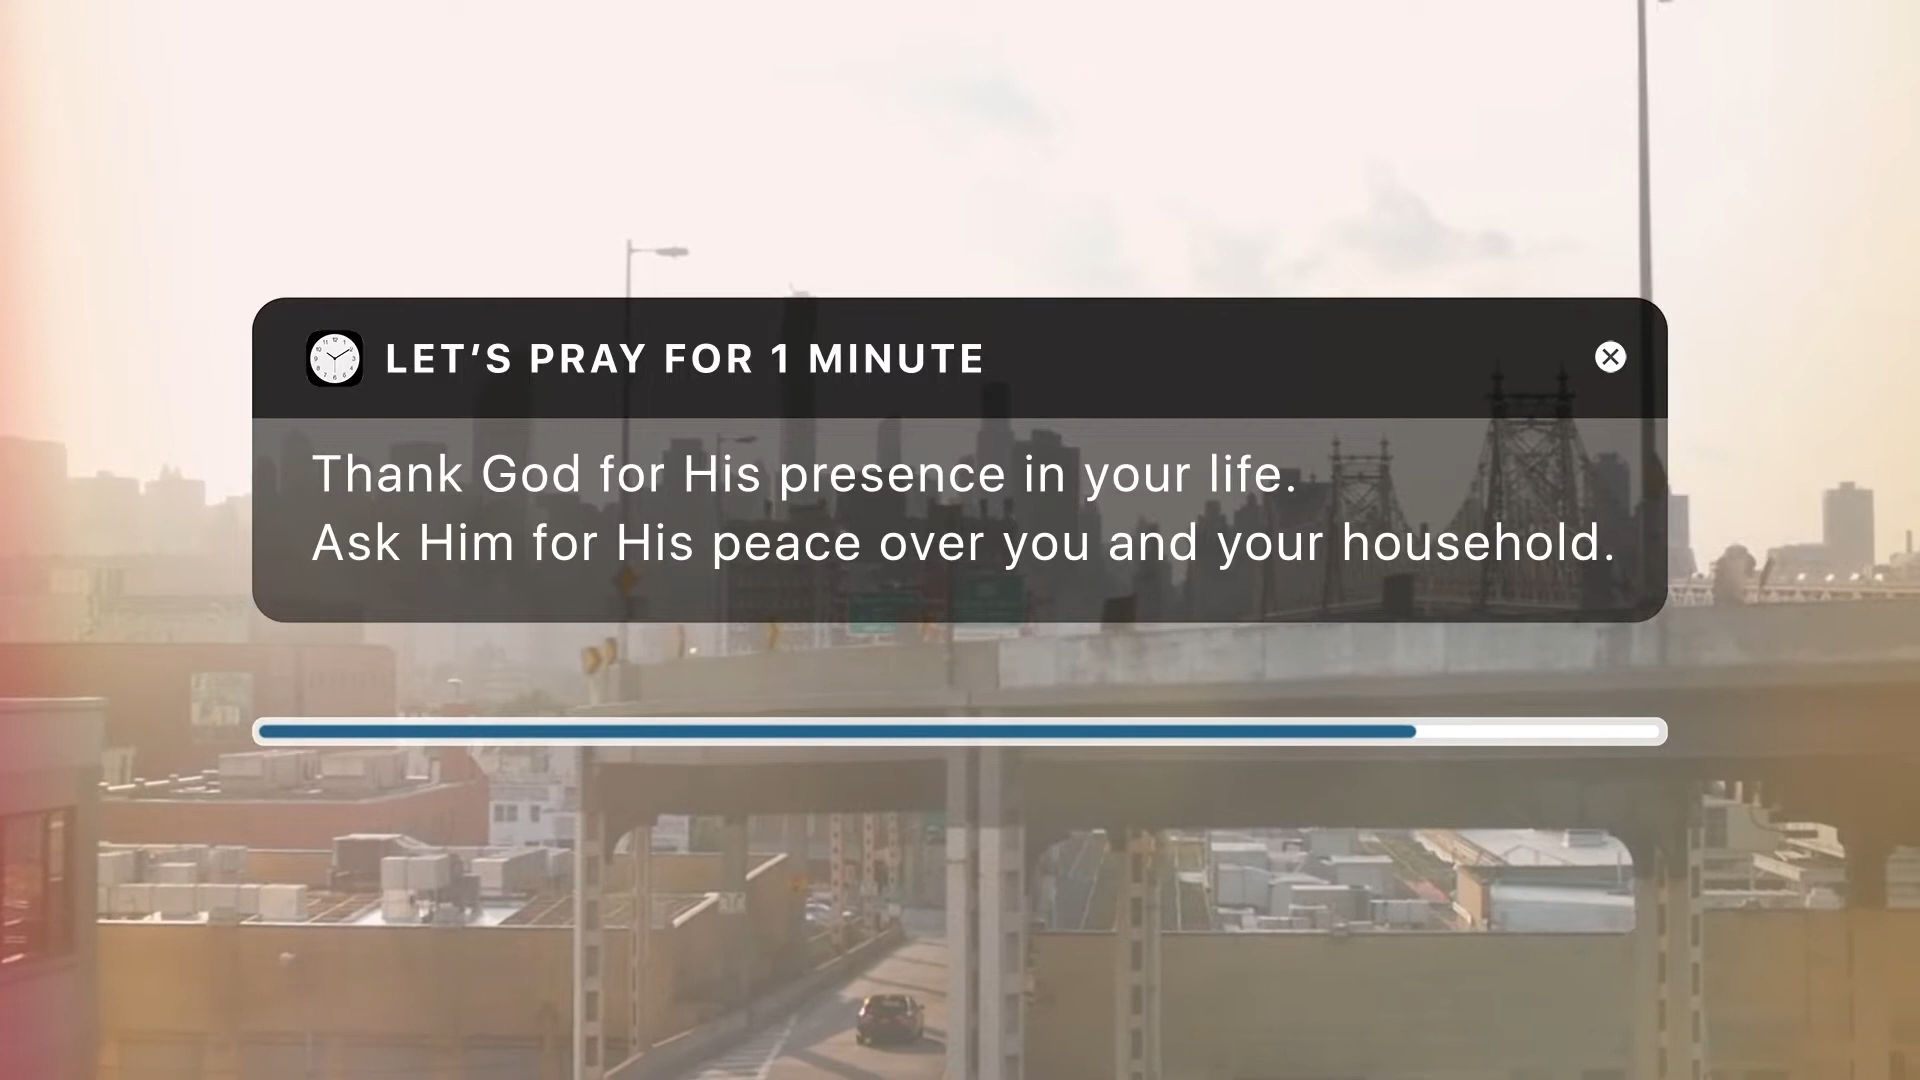 LET’S PRAY FOR 1 MINUTE
Thank God for His presence in your life.
Ask Him for His peace over you and your household.